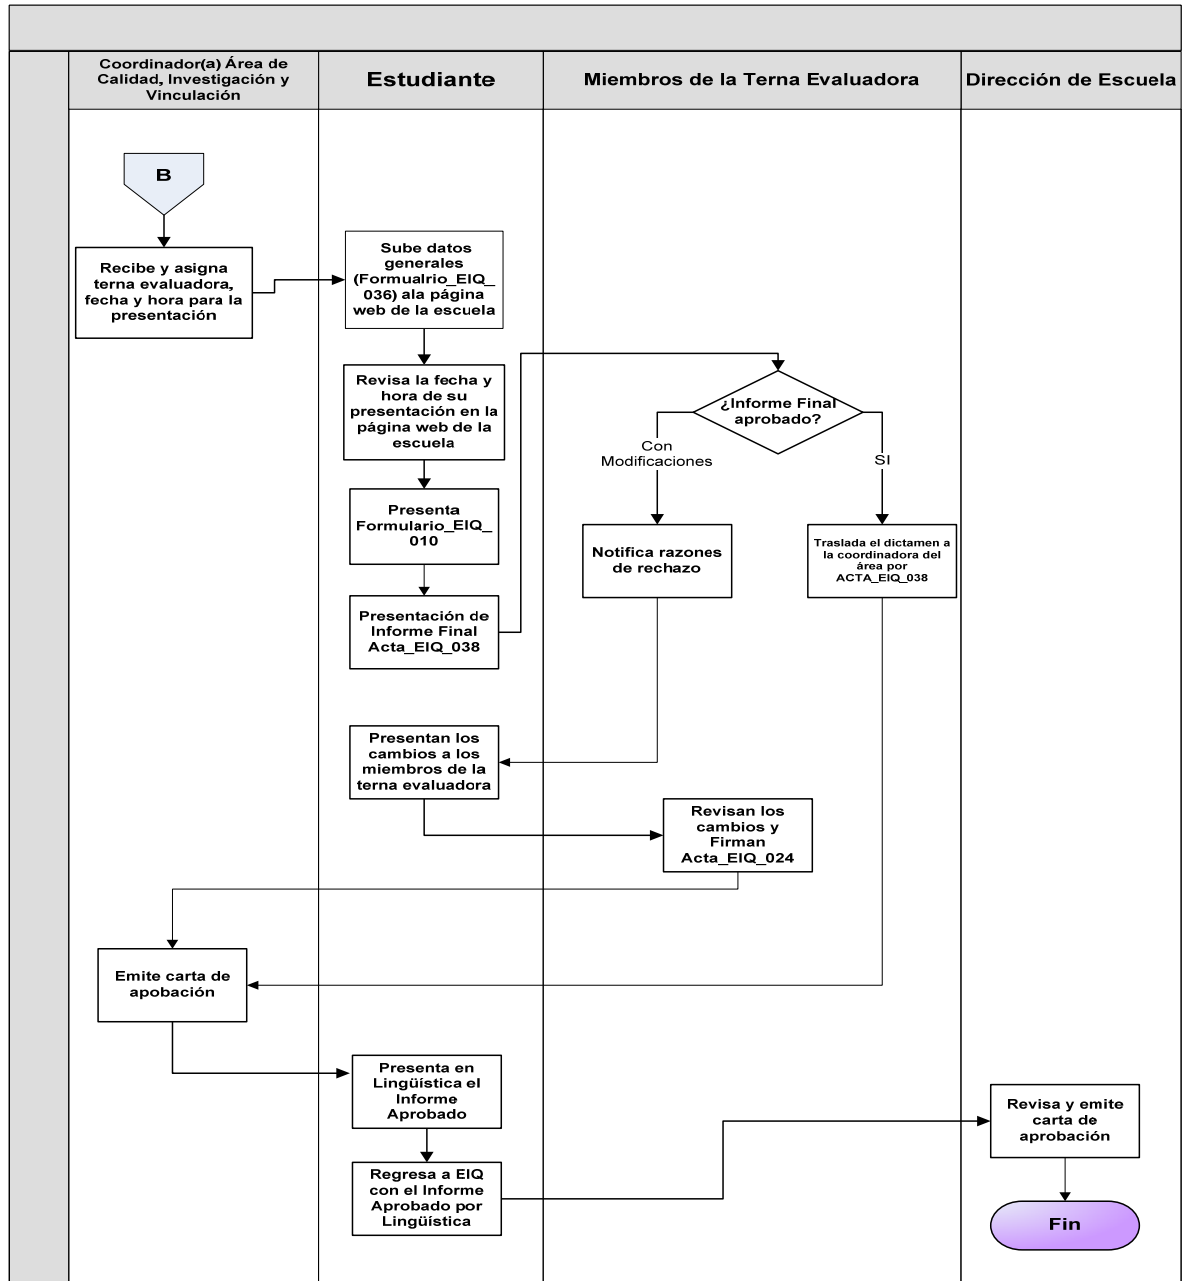 Coordinador(a) Área de
Calidad, Investigación y
Vinculación
Estudiante
Miembros de la Terna Evaluadora
Dirección de Escuela
B
Recibe y asigna
terna evaluadora,
fecha y hora para la
presentación
Sube datos
generales
(Formualrio_EIQ_
036) ala página
web de la escuela
Revisa la fecha y
hora de su
presentación en la
página web de la
escuela
¿Informe Final
aprobado?
Con
Modificaciones
SI
Presenta
Formulario_EIQ_
010
Notifica razones
de rechazo
Traslada el dictamen a
la coordinadora del
área por
ACTA_EIQ_038
Presentación de
Informe Final
Acta_EIQ_038
Presentan los
cambios a los
miembros de la
terna evaluadora
Revisan los
cambios y
Firman
Acta_EIQ_024
Emite carta de
apobación
Presenta en
Lingüística el
Informe
Aprobado
Revisa y emite
carta de
aprobación
Regresa a EIQ
con el Informe
Aprobado por
Lingüística
Fin